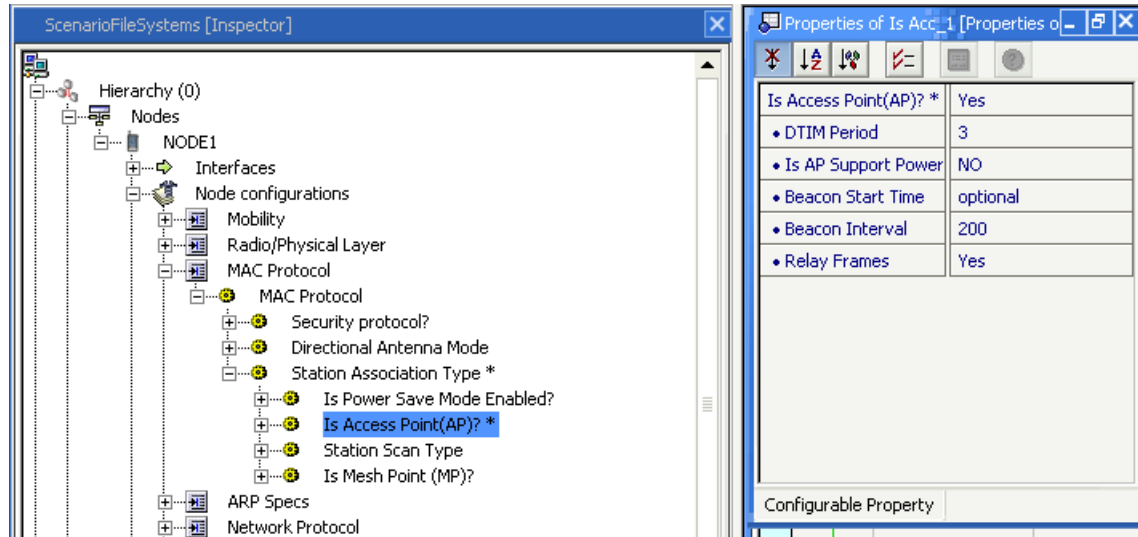 ScenarioFileSystems [Inspector]
Hierarchy (0)
Nodes
NODE1
Interfaces
Node configurations
Mobility
Radio/Physical Layer
MAC Protocol
MAC Protocol
Security protocol?
Directional Antenna Mode
Station Association Type *
Is Power Save Mode Enabled?
Is Access Point(AP)? *
Station Scan Type
Is Mesh Point (MP)?
ARP Specs
Network Protocol
Properties of Is Acc_1 [Properties o
Is Access Point(AP)? * Yes
• DTIM Period 3
• Is AP Support Power NO
• Beacon Start Time optional
• Beacon Interval 200
• Relay Frames Yes
Configurable Property